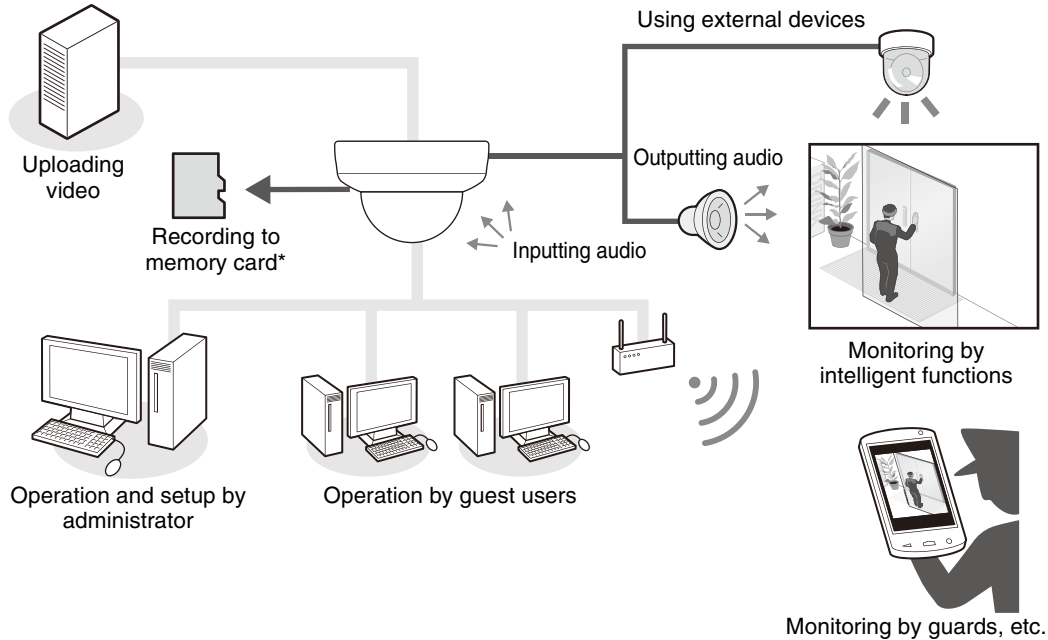 Using external devices
Uploading
video
Outputting audio
Recording to
memory card*
Inputting audio
Monitoring by
intelligent functions
Operation and setup by
administrator
Operation by guest users
Monitoring by guards, etc.